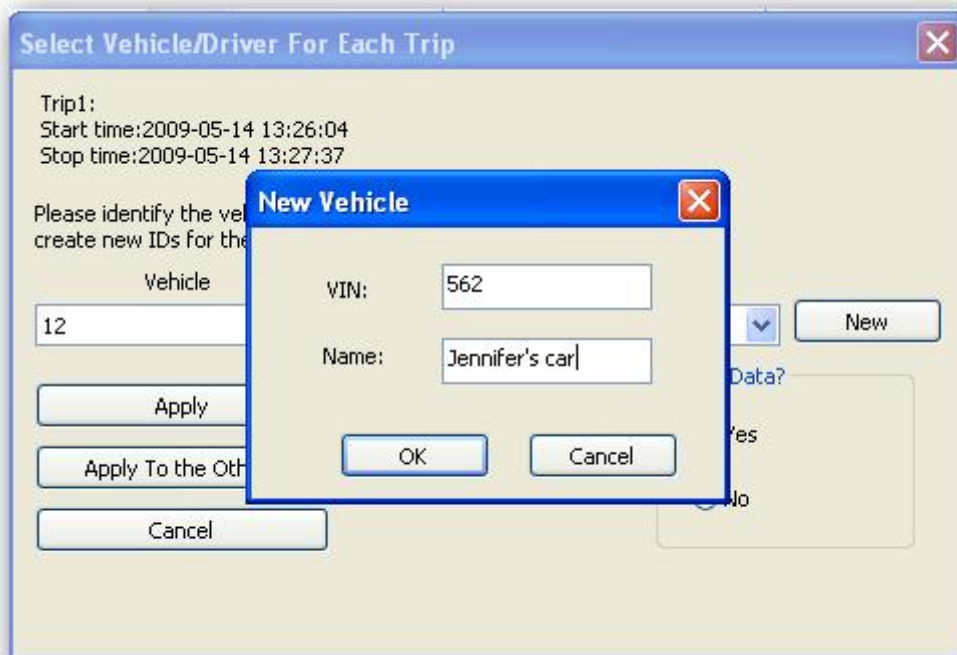 Select Vehicle/Driver For Each Trip
Trip1:
Start time:2009-05-14 13:26:04
Stop time:2009-05-14 13:27:37
Please identify the
create new IDs for the
Vehicle
12
New
Apply
Data?
Apply To the
Yes
No
Cancel
New Vehicle
VIN:
562
Name:
Jennifer's car
OK
Cancel